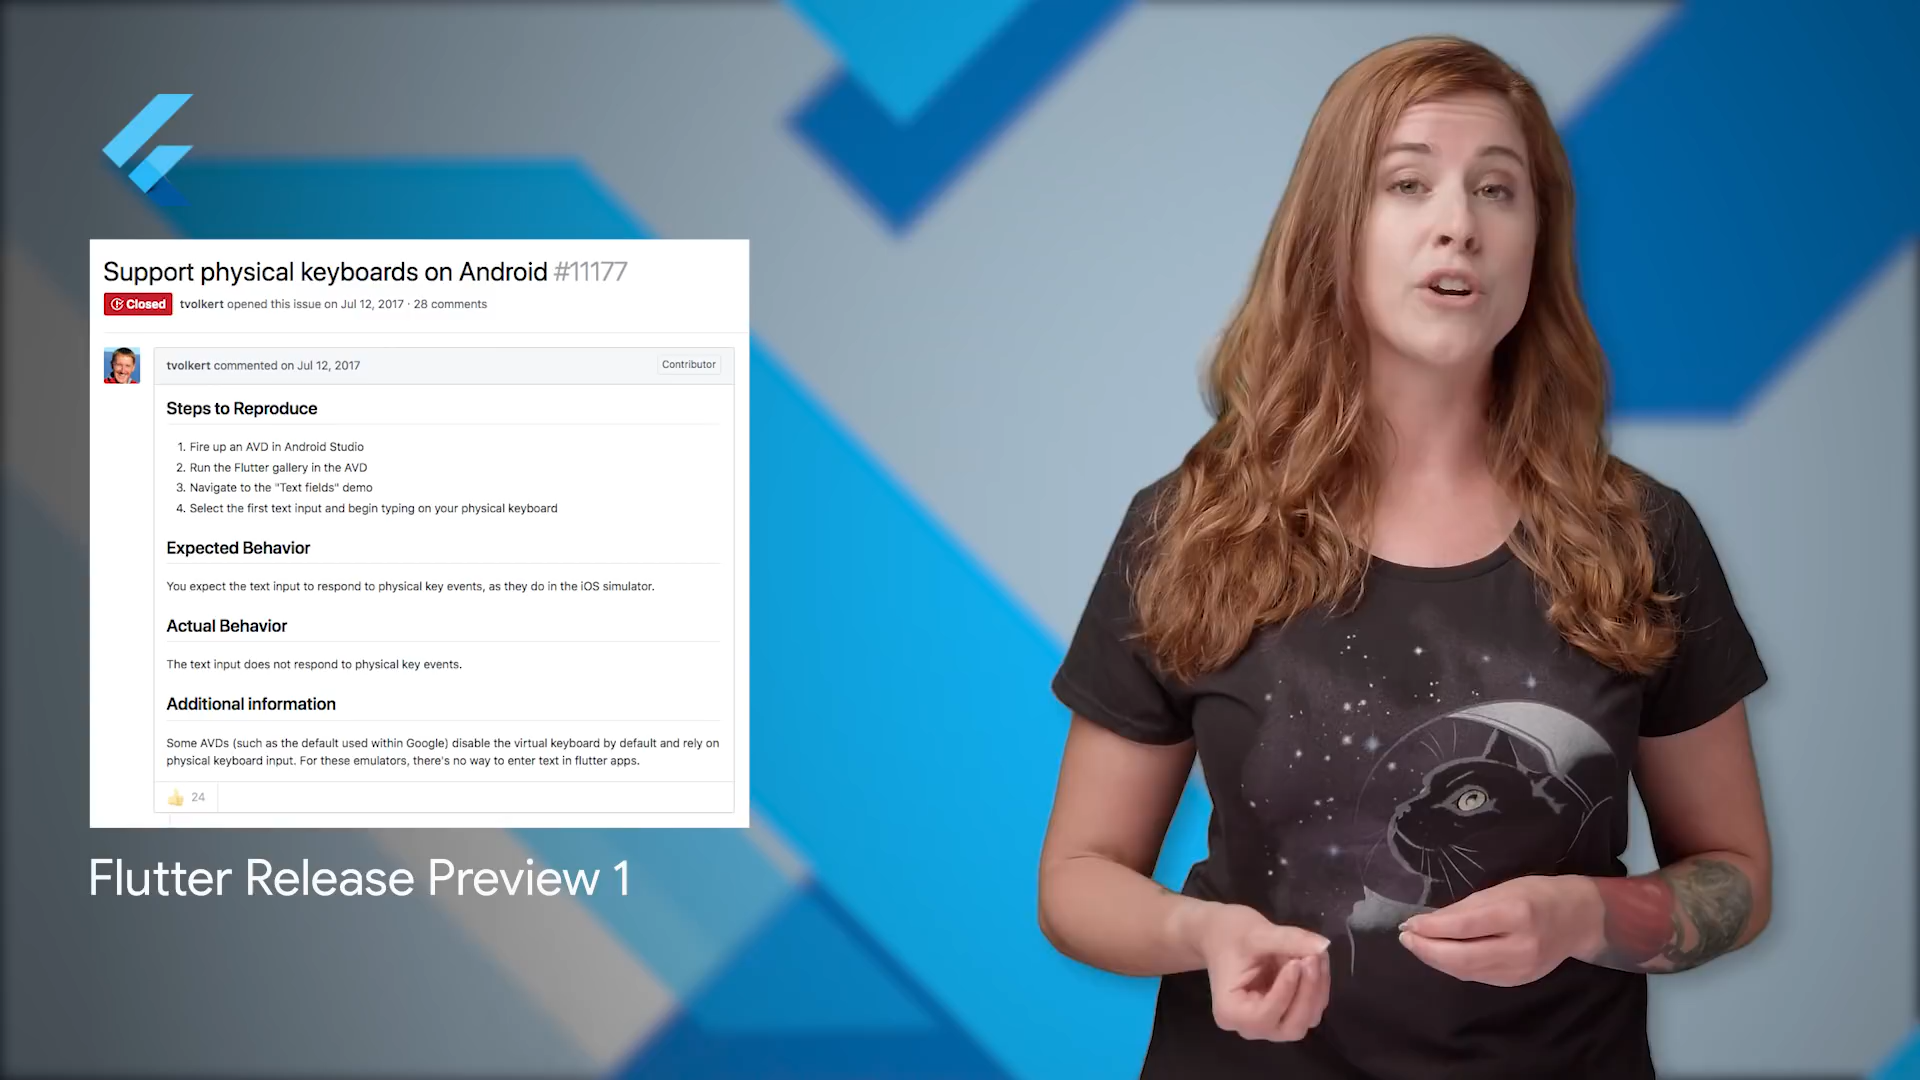 Support physical keyboards on Android #11177
Closed tvolkert opened this issue on Jul 12, 2017 · 28 comments
tvolkert commented on Jul 12, 2017 Contributor
Steps to Reproduce
1. Fire up an AVD in Android Studio
2. Run the Flutter gallery in the AVD
3. Navigate to the "Text fields" demo
4. Select the first text input and begin typing on your physical keyboard
Expected Behavior
You expect the text input to respond to physical key events, as they do in the iOS simulator.
Actual Behavior
The text input does not respond to physical key events.
Additional information
Some AVDs (such as the default used within Google) disable the virtual keyboard by default and rely on
physical keyboard input. For these emulators, there's no way to enter text in flutter apps.
👍 24
Flutter Release Preview 1